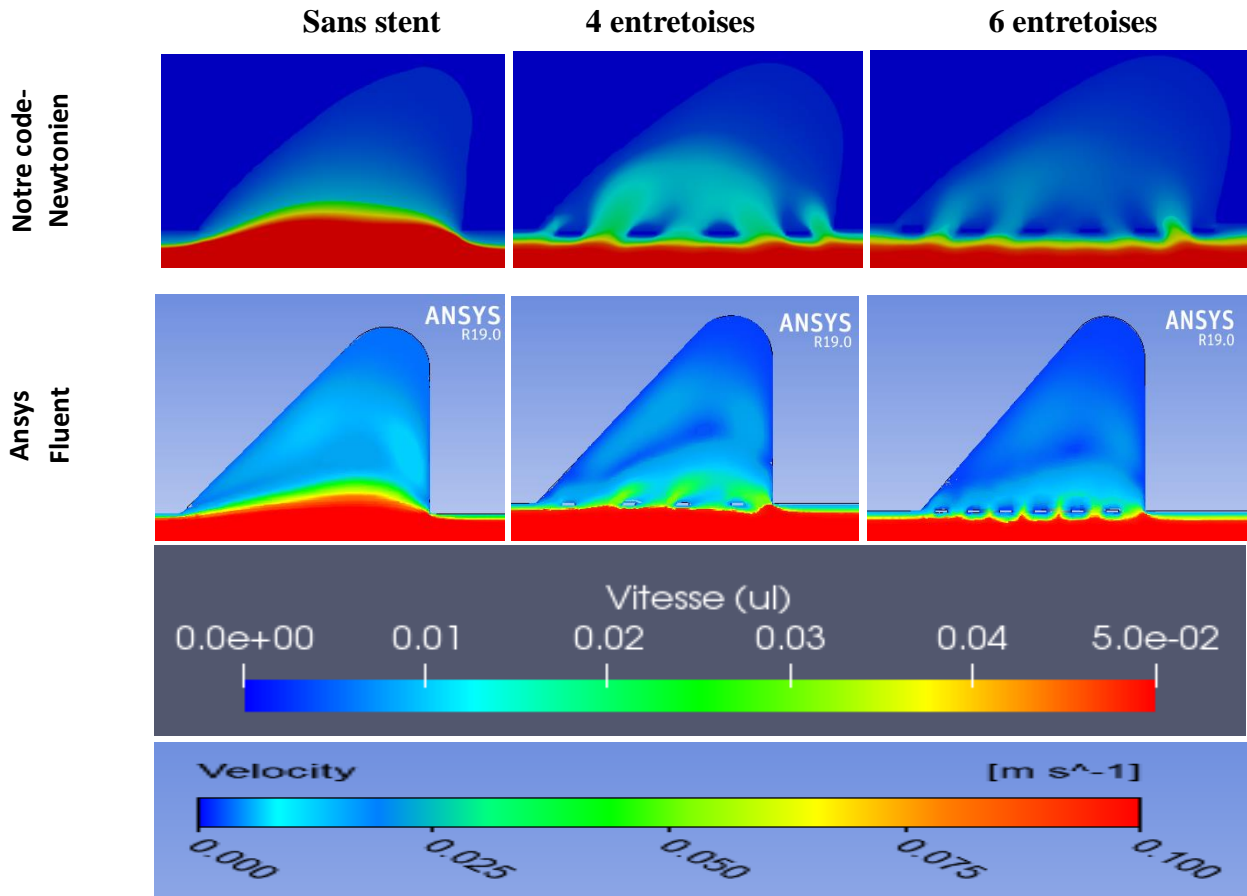 Sans stent
4 entretoises
6 entretoises
Notre code-
Newtonien
ANSYS
R19.0
ANSYS
R19.0
ANSYS
R19.0
Ansys
Fluent
Vitesse (ul)
0.0e+00 0.01 0.02 0.03 0.04 5.0e-02
Velocity [m s^-1]
0.000 0.025 0.050 0.075 0.100